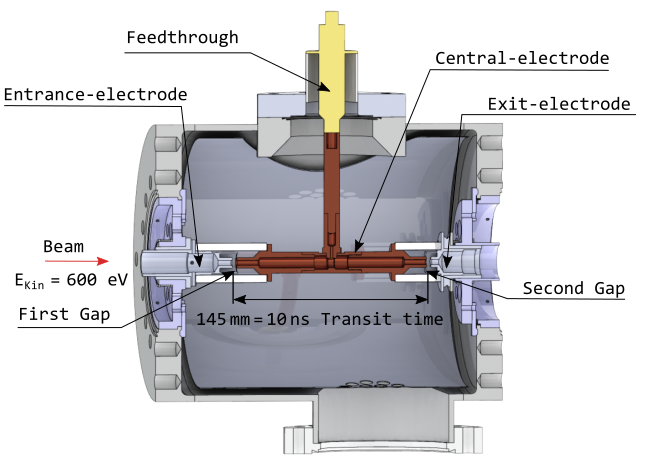 Feedthrough
Central-electrode
Entrance-electrode
Exit-electrode
Beam
EKin = 600 eV
First Gap
Second Gap
145 mm = 10 ns Transit time